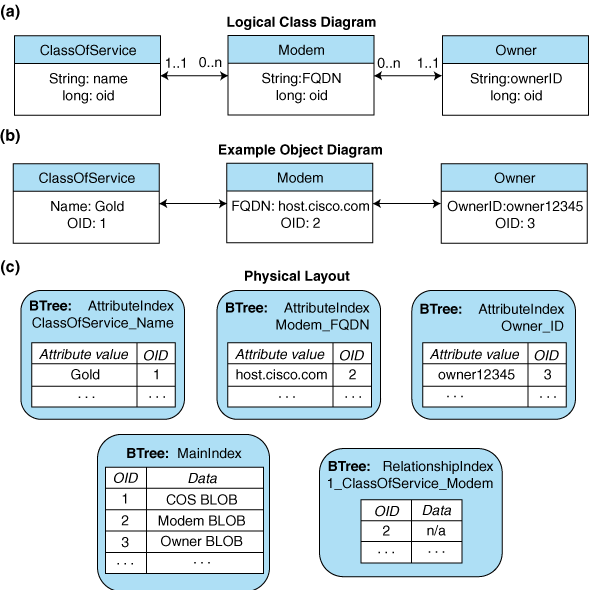 (a)
Logical Class Diagram
ClassOfService
String: name
long: oid
1..1
0..n
Modem
String:FQDN
long: oid
0..n
1..1
Owner
String:ownerID
long: oid
(b)
Example Object Diagram
ClassOfService
Name: Gold
OID: 1
Modem
FQDN: host.cisco.com
OID: 2
Owner
OwnerID:owner12345
OID: 3
(c)
Physical Layout
BTree: AttributeIndex
ClassOfService_Name
Attribute value OID
Gold 1
... ...
BTree: AttributeIndex
Modem_FQDN
Attribute value OID
host.cisco.com 2
... ...
BTree: AttributeIndex
Owner_ID
Attribute value OID
owner12345 3
... ...
BTree: MainIndex
OID Data
1 COS BLOB
2 Modem BLOB
3 Owner BLOB
... ...
BTree: RelationshipIndex
1_ClassOfService_Modem
OID Data
2 n/a
... ...